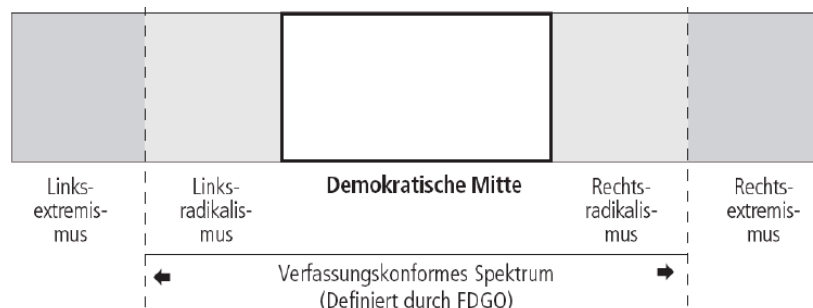 Links-
extremis-
mus
Links-
radikalis-
mus
Demokratische Mitte
Rechts-
radikalis-
mus
Rechts-
extremis-
mus
Verfassungskonformes Spektrum
(Definiert durch FDGO)